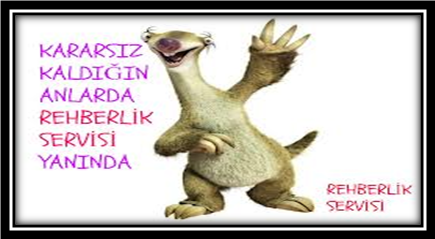 KARARSIZ
KALDIĞIN
ANLARDA
REHBERLİK
SERVİSİ
YANINDA
REHBERLİK
SERVİSİ